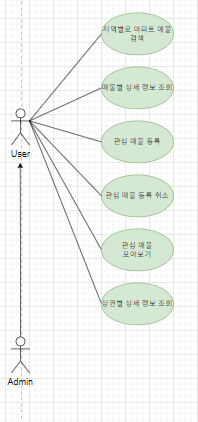 지역별로 아파트 매물
검색
매물별 상세 정보 조회
관심 매물 등록
User
관심 매물 등록 취소
관심 매물
모아보기
상권별 상세 정보 조회
Admin